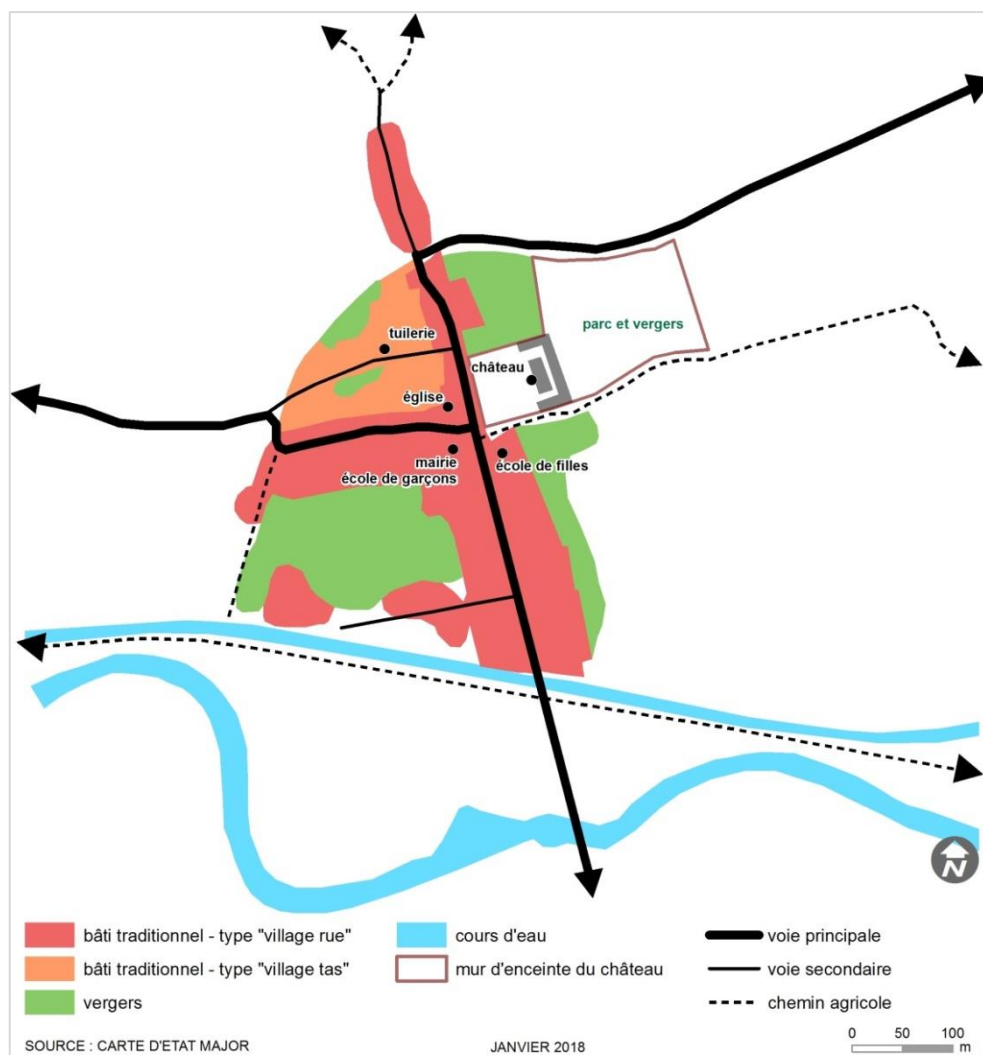 parc et vergers
tuilerie
château
église
mairie
école de garçons
école de filles
N
bâti traditionnel - type "village rue"
bâti traditionnel - type "village tas"
vergers
cours d'eau
mur d'enceinte du château
voie principale
voie secondaire
chemin agricole
SOURCE : CARTE D'ETAT MAJOR
JANVIER 2018
0 50 100
m